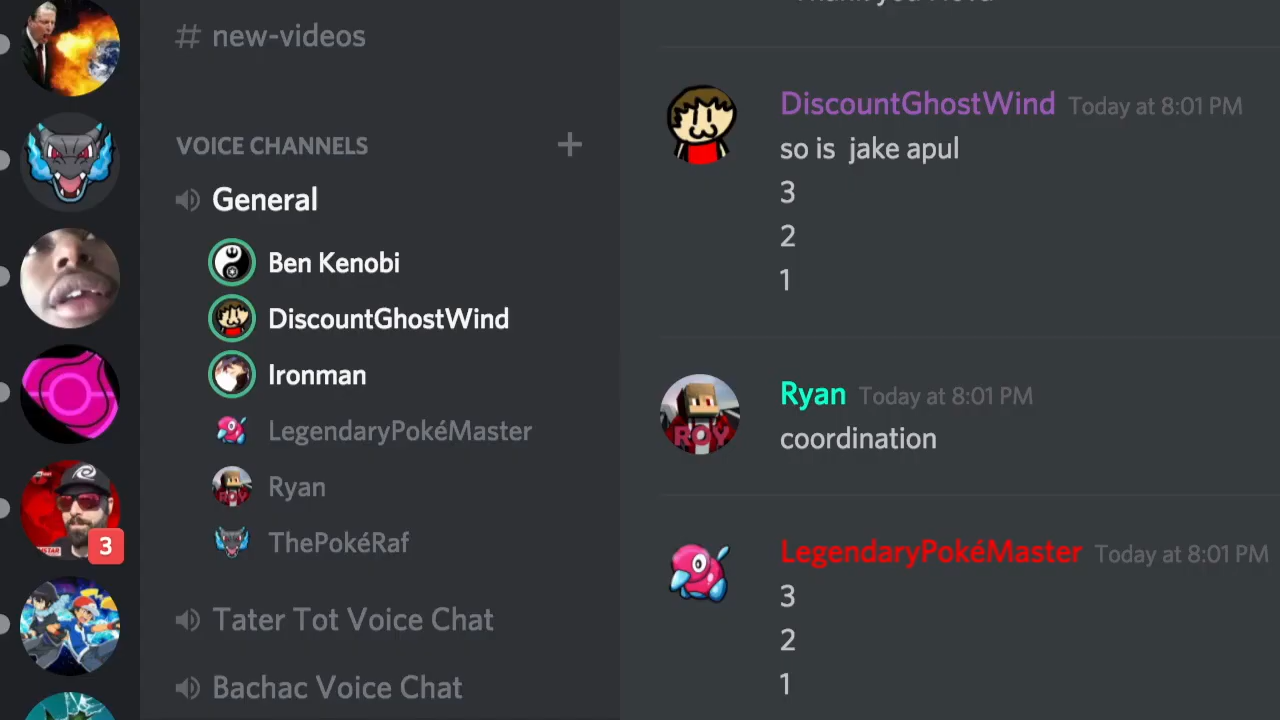 # new-videos
VOICE CHANNELS +
General
Ben Kenobi
DiscountGhostWind
Ironman
LegendaryPokéMaster
Ryan
ThePokéRaf
Tater Tot Voice Chat
Bachac Voice Chat
3
DiscountGhostWind Today at 8:01 PM
so is jake apul
3
2
1
Ryan Today at 8:01 PM
coordination
ROY
LegendaryPokéMaster Today at 8:01 PM
3
2
1